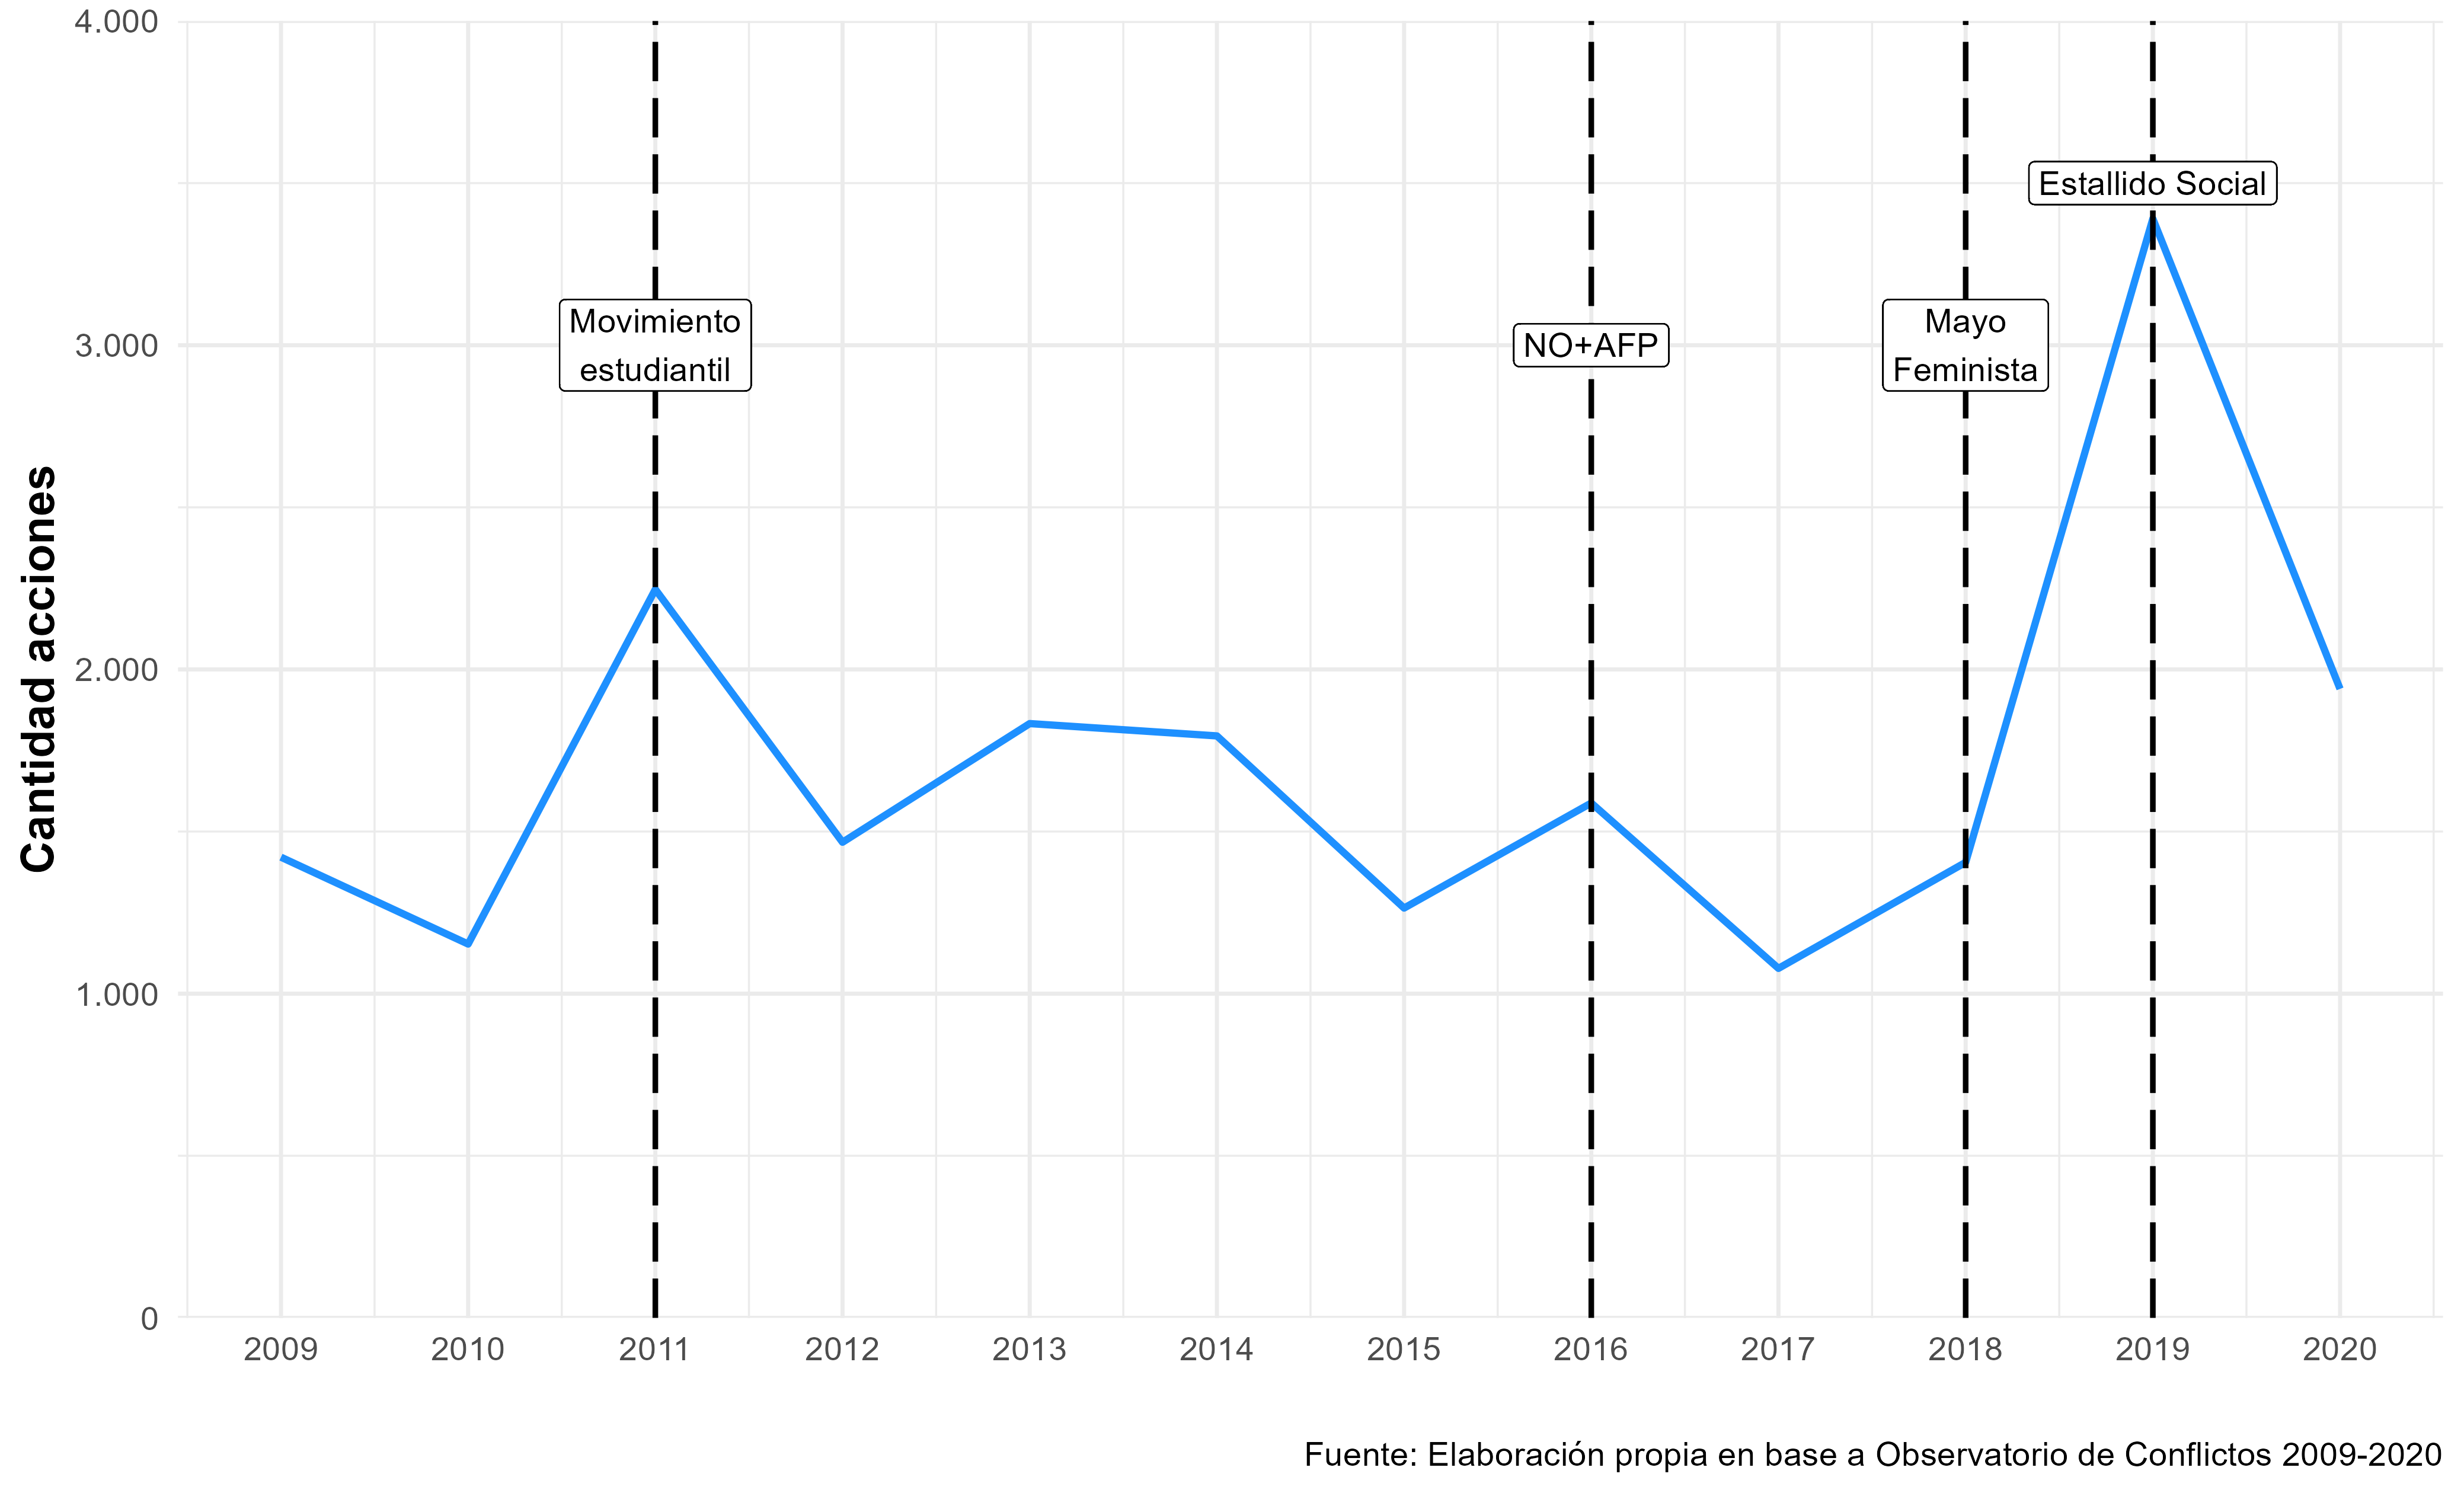 4.000
3.000
2.000
1.000
0
Cantidad acciones
Estallido Social
Movimiento
estudiantil
NO+AFP
Mayo
Feminista
2009 2010 2011 2012 2013 2014 2015 2016 2017 2018 2019 2020
Fuente: Elaboración propia en base a Observatorio de Conflictos 2009-2020